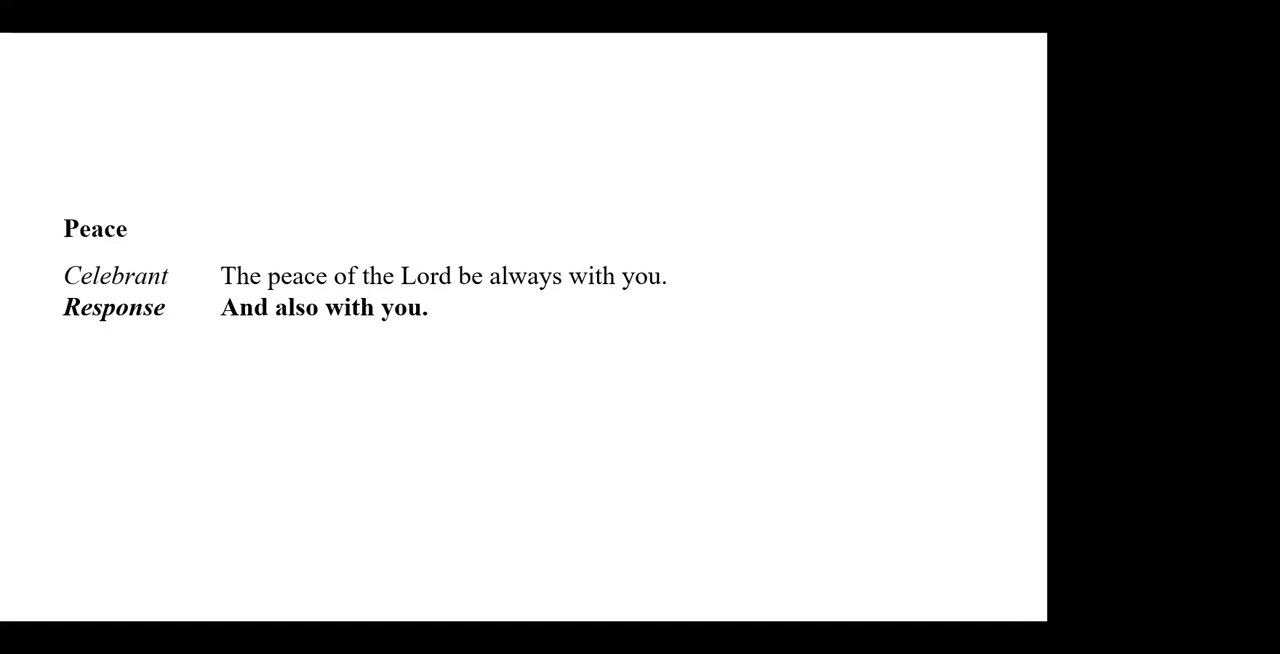 Peace
Celebrant The peace of the Lord be always with you.
Response And also with you.